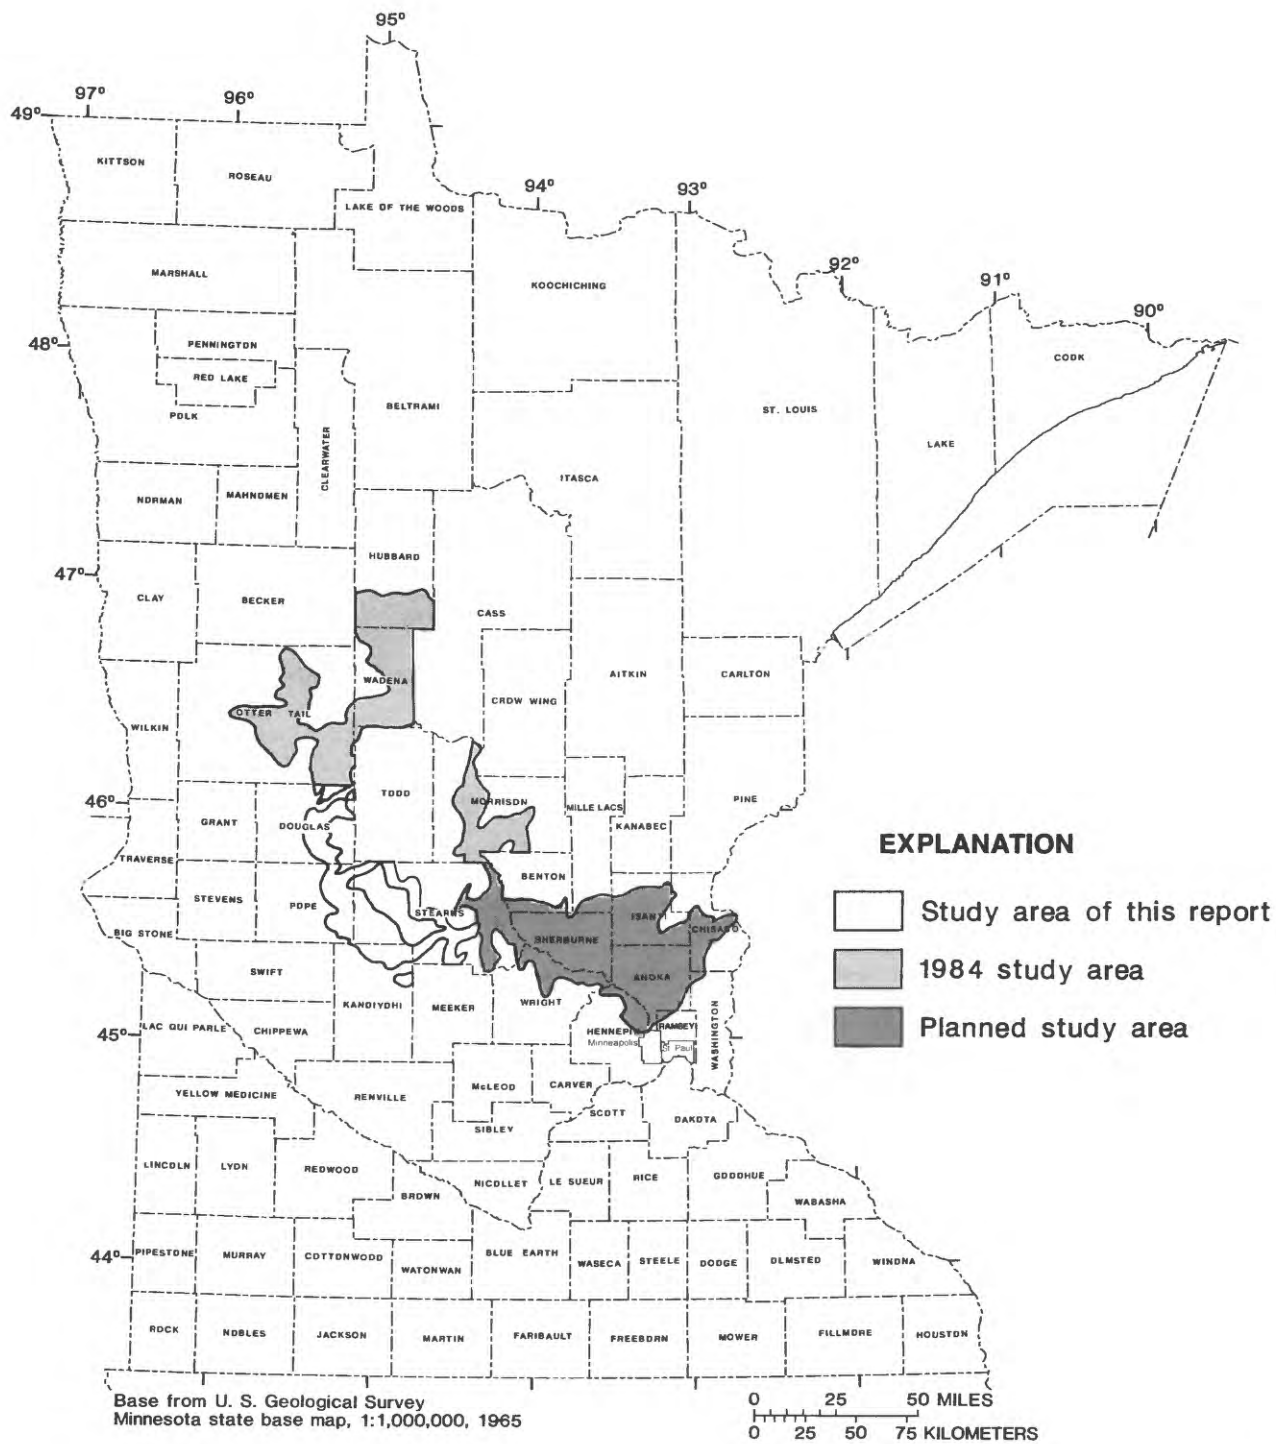 95°
97°
96°
49°
KITTSON
ROSEAU
94°
93°
LAKE OF THE WOODS
MARSHALL
KOOCHICHING
92°
91°
90°
48°
PENNINGTON
COOK
RED LAKE
BELTRAMI
ST. LOUIS
POLK
LAKE
CLEARWATER
ITASCA
NORMAN
MAHNOMEN
HUBBARD
47°
CLAY
BECKER
CASS
WADENA
AITKIN
CARLTON
CROW WING
OTTER TAIL
WILKIN
TODD
46°
MORRISON
MILLE LACS
PINE
GRANT
DOUGLAS
KANABEC
TRAVERSE
BENTON
STEVENS
POPE
STEARNS
ISANTI
CHISAGO
BIG STONE
SHERBURNE
SWIFT
ANOKA
KANDIYOHI
MEEKER
WRIGHT
LAC QUI PARLE
CHIPPEWA
45°
HENNEPIN
RAMSEY
WASHINGTON
Minneapolis
St Paul
McLEOD
CARVER
YELLOW MEDICINE
RENVILLE
SCOTT
DAKOTA
SIBLEY
LINCOLN
LYON
REDWOOD
NICOLLET
LE SUEUR
RICE
GOODHUE
BROWN
WABASHA
44°
PIPESTONE
MURRAY
COTTONWOOD
WATONWAN
BLUE EARTH
WASECA
STEELE
DODGE
OLMSTED
WINONA
ROCK
NOBLES
JACKSON
MARTIN
FARIBAULT
FREEBORN
MOWER
FILLMORE
HOUSTON
EXPLANATION
Study area of this report
1984 study area
Planned study area
Base from U. S. Geological Survey
Minnesota state base map, 1:1,000,000, 1965
0 25 50 MILES
0 25 50 75 KILOMETERS